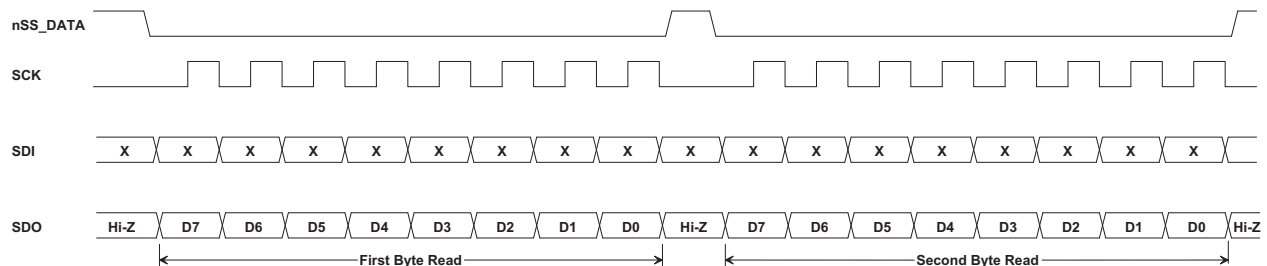 nSS_DATA
SCK
SDI X X X X X X X X X X X X X X X X X X
SDO Hi-Z D7 D6 D5 D4 D3 D2 D1 D0 Hi-Z D7 D6 D5 D4 D3 D2 D1 D0 Hi-Z
First Byte Read Second Byte Read